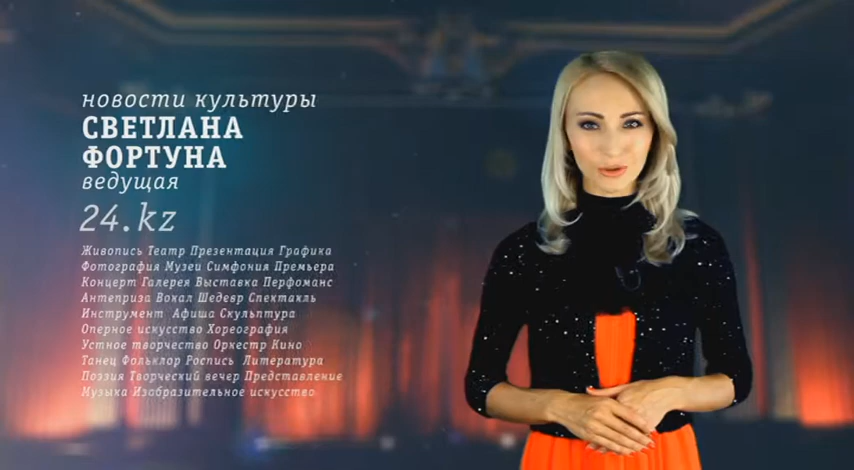 новости культуры
СВЕТЛАНА
ФОРТУНА
ведущая
24.kz
Живопись Театр Презентация Графика
Фотография Музеи Симфония Премьера
Концерт Галерея Выставка Перфоманс
Антеприза Вокал Шедевр Спектакль
Инструмент Афиша Скульптура
Оперное искусство Хореография
Устное творчество Оркестр Кино
Танец Фольклор Роспись Литература
Поэзия Творческий вечер Представление
Музыка Изобразительное искусство